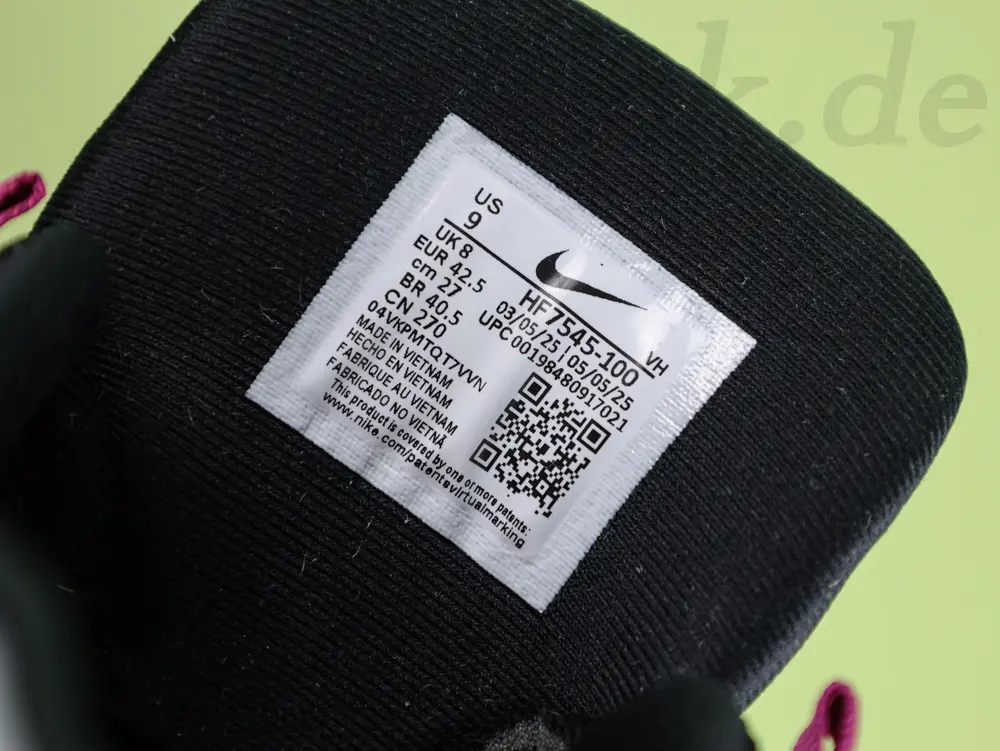 US
9
UK 8
EUR 42.5
cm 27
BR 40.5
CN 270
04VKPMTQT7VVN
MADE IN VIETNAM
HECHO EN VIETNAM
FABRIQUE AU VIETNAM
FABRICADO NO VIETNÃ
This product is covered by one or more patents:
www.nike.com/patentsvirtualmarking
HF7545-100
VH
03/05/25 | 05/05/25
UPC00198480917021
k.de